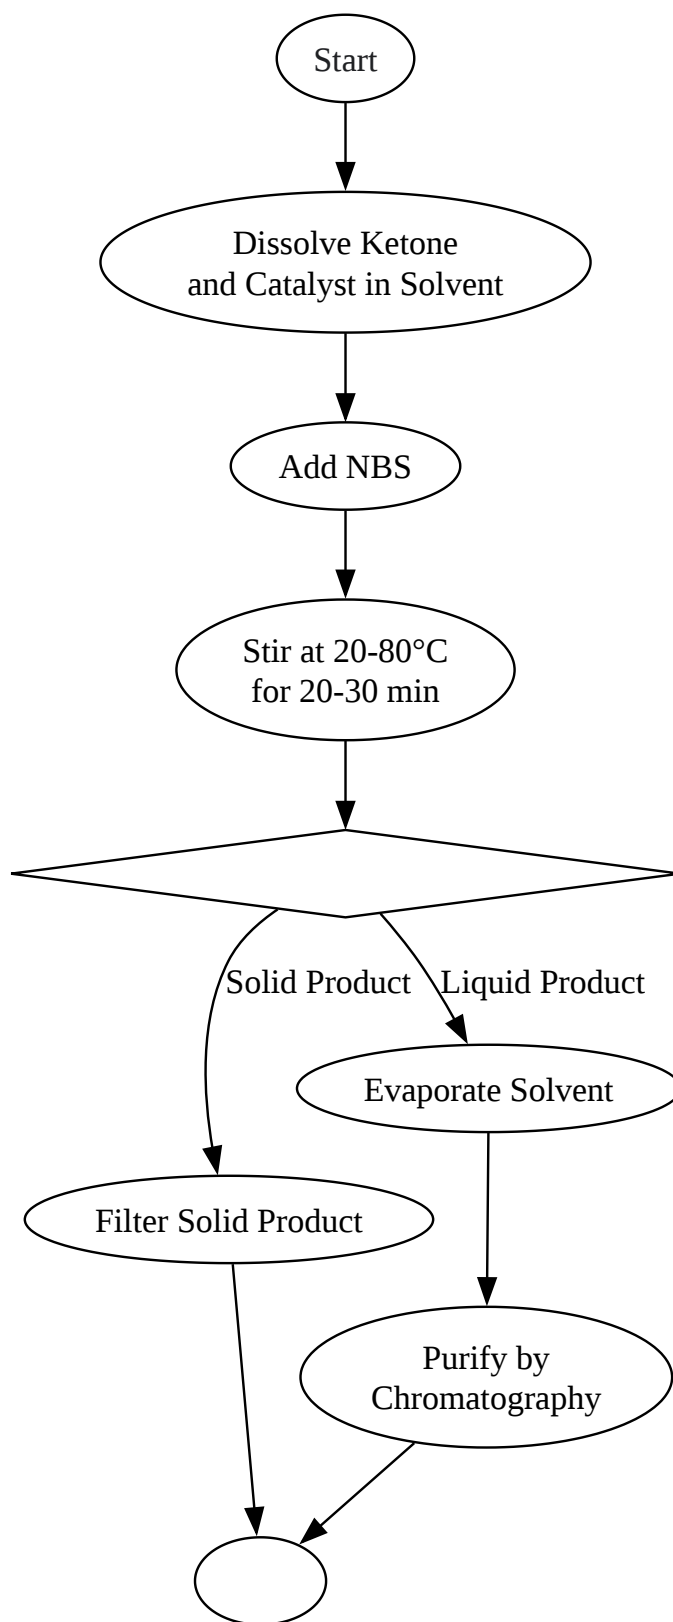 Start
Dissolve Ketone
and Catalyst in Solvent
Add NBS
Stir at 20-80°C
for 20-30 min
Solid Product
Liquid Product
Evaporate Solvent
Filter Solid Product
Purify by
Chromatography